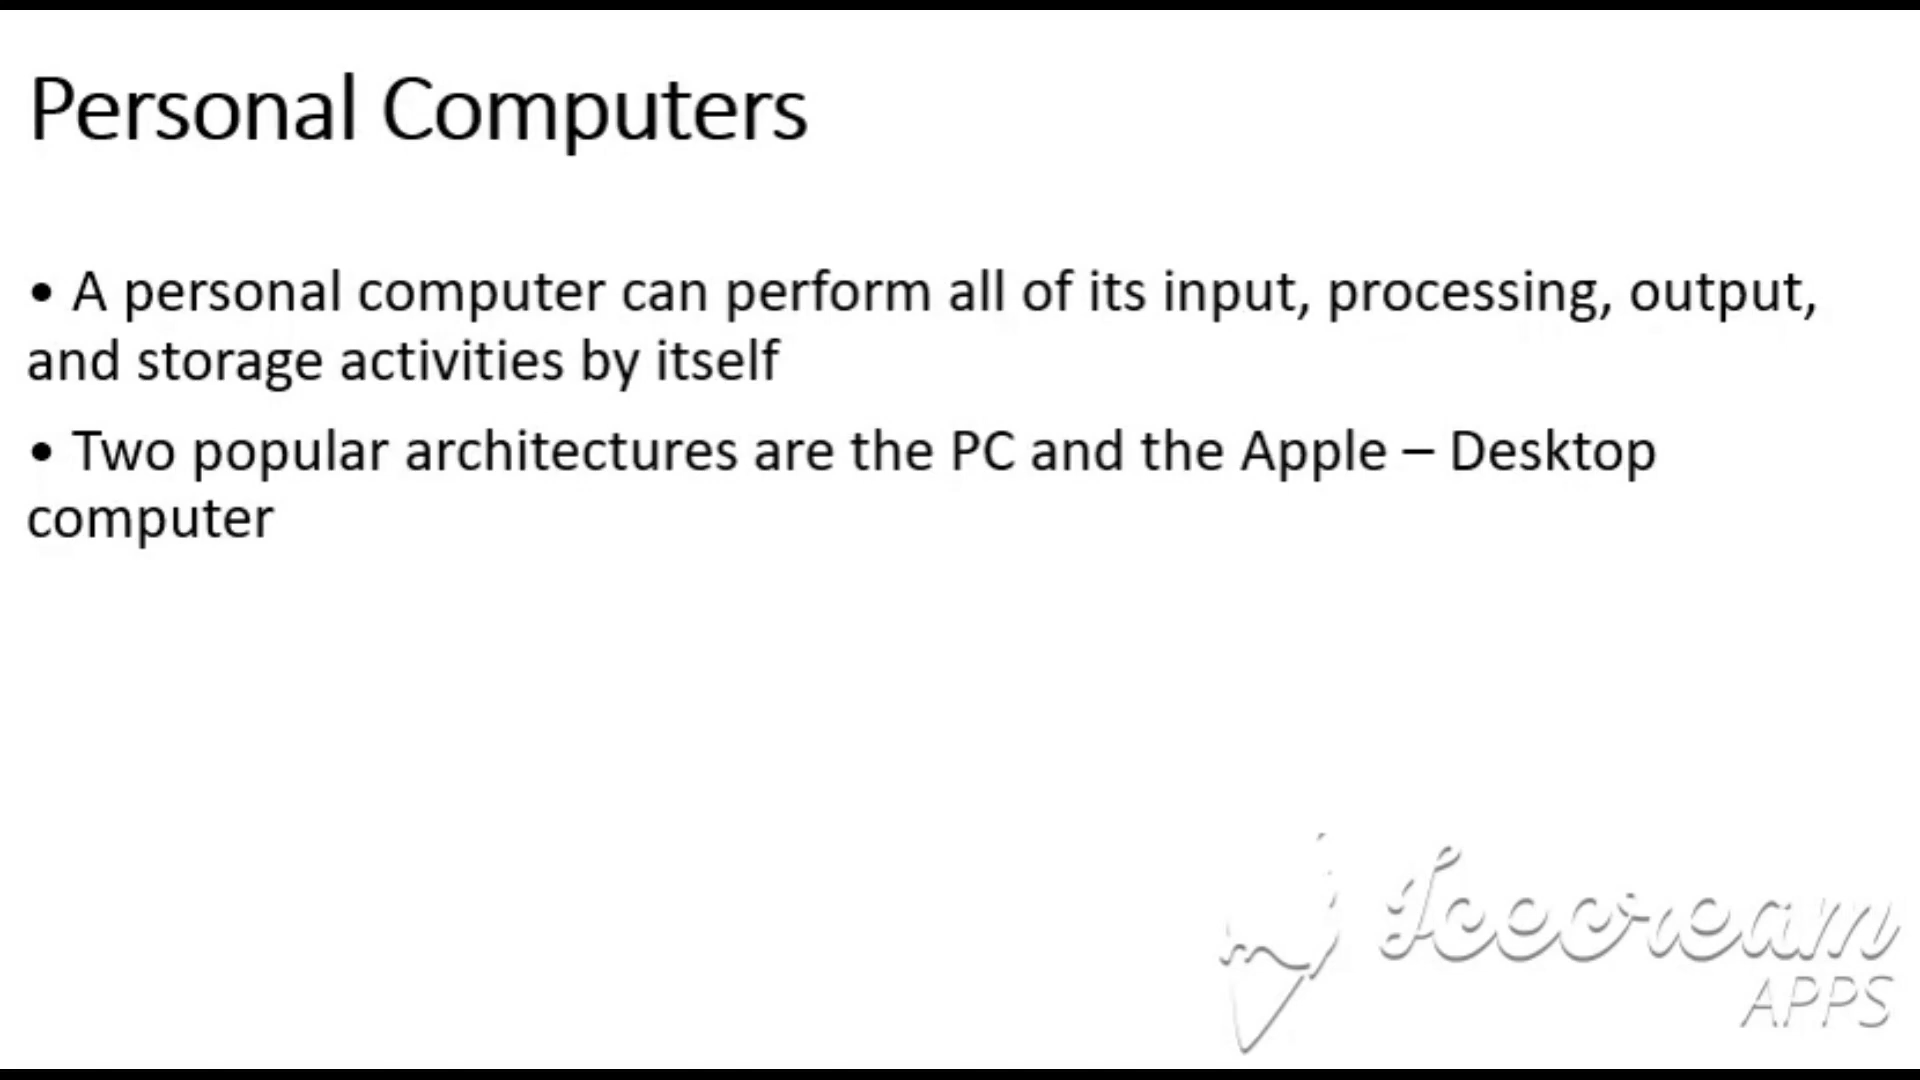 Personal Computers
• A personal computer can perform all of its input, processing, output,
and storage activities by itself
• Two popular architectures are the PC and the Apple – Desktop
computer
Icecream
APPS